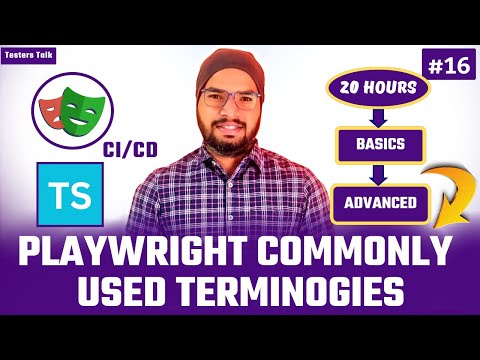 Testers Talk
#16
20 HOURS
CI/CD
BASICS
TS
ADVANCED
PLAYWRIGHT COMMONLY
USED TERMINOGIES